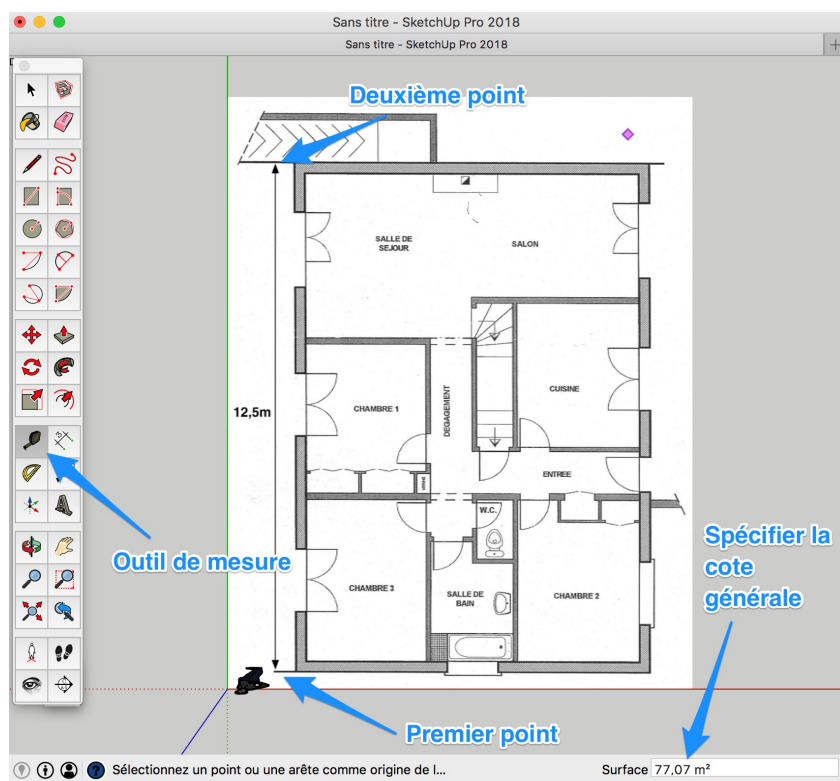 Sans titre - SketchUp Pro 2018
Sans titre - SketchUp Pro 2018
Deuxième point
SALLE DE
SEJOUR
SALON
12,5m
CHAMBRE 1
DEGAGEMENT
CUISINE
ENTREE
W.C.
Outil de mesure
CHAMBRE 3
SALLE DE
BAIN
CHAMBRE 2
Spécifier la
cote
générale
Premier point
Sélectionnez un point ou une arête comme origine de l...
Surface 77,07 m²